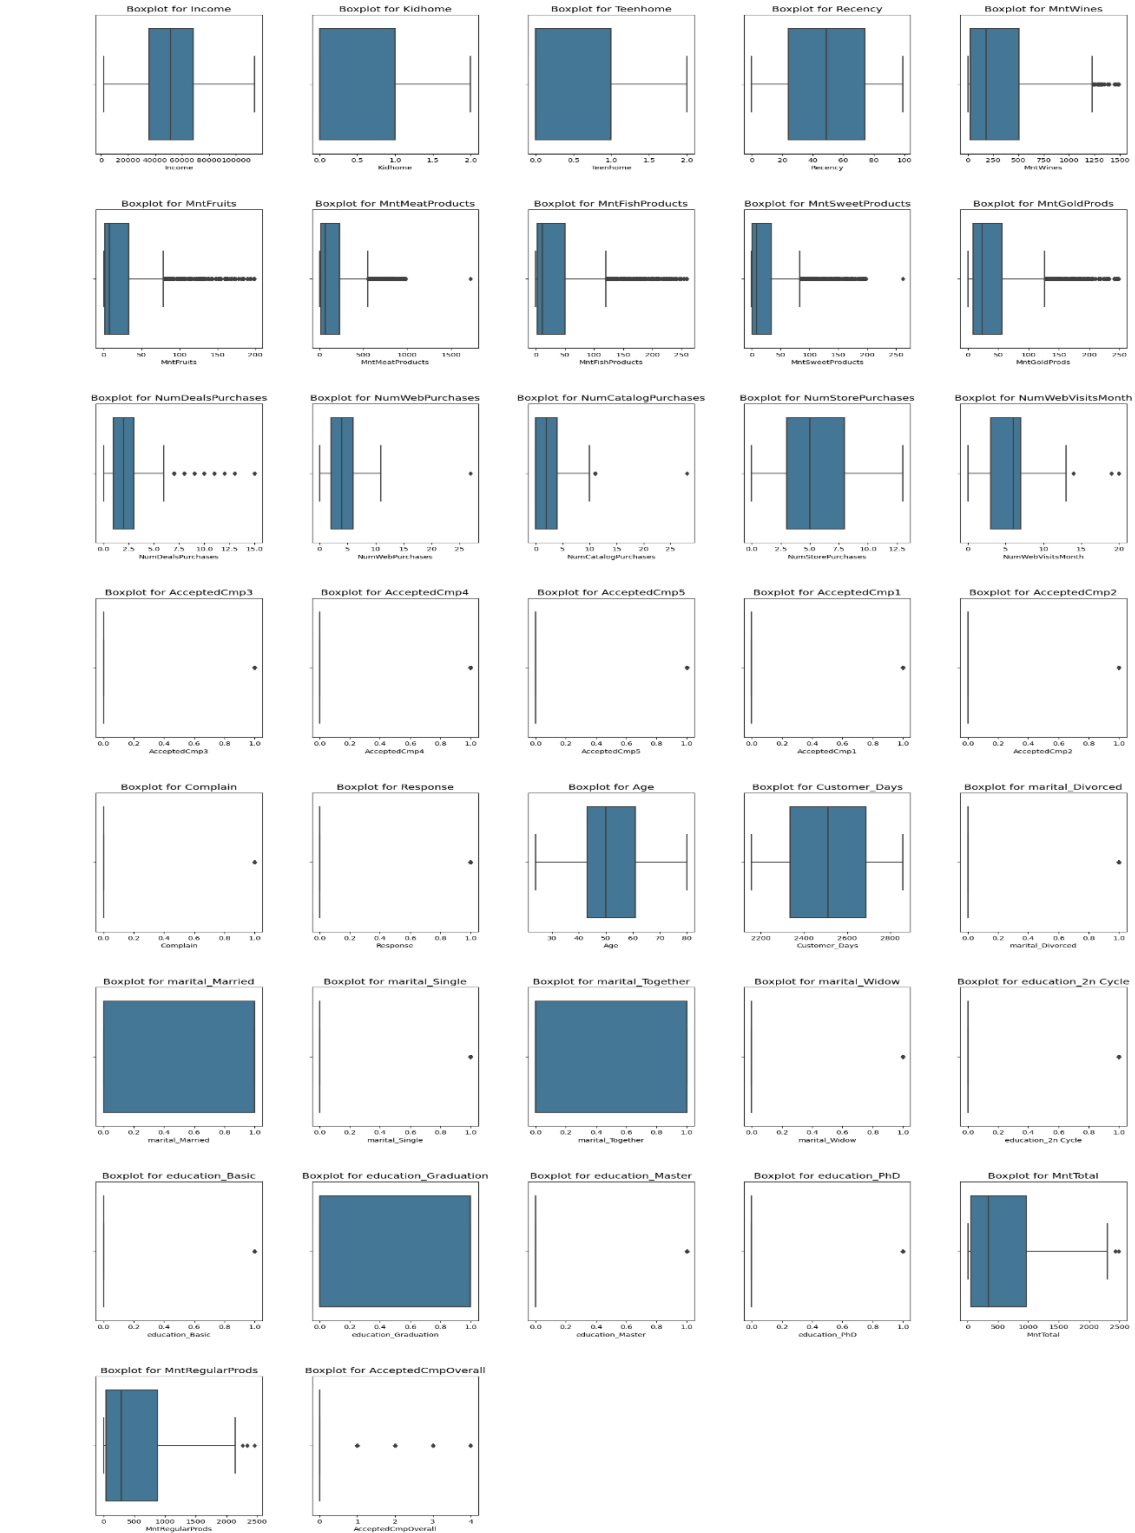 Boxplot for Income Boxplot for Kidhome Boxplot for Teenhome Boxplot for Recency Boxplot for MntWines
0 20000 40000 60000 80000100000 0.0 0.5 1.0 1.5 2.0 0.0 0.5 1.0 1.5 2.0 0 20 40 60 80 100 0 250 500 750 1000 1250 1500
Income Kidhome Teenhome Recency MntWines
Boxplot for MntFruits Boxplot for MntMeatProducts Boxplot for MntFishProducts Boxplot for MntSweetProducts Boxplot for MntGoldProds
0 50 100 150 200 0 500 1000 1500 0 50 100 150 200 250 0 50 100 150 200 250 0 50 100 150 200 250
MntFruits MntMeatProducts MntFishProducts MntSweetProducts MntGoldProds
Boxplot for NumDealsPurchases Boxplot for NumWebPurchases Boxplot for NumCatalogPurchases Boxplot for NumStorePurchases Boxplot for NumWebVisitsMonth
0.0 2.5 5.0 7.5 10.0 12.5 15.0 0 5 10 15 20 25 0 5 10 15 20 25 0.0 2.5 5.0 7.5 10.0 12.5 0 5 10 15 20
NumDealsPurchases NumWebPurchases NumCatalogPurchases NumStorePurchases NumWebVisitsMonth
Boxplot for AcceptedCmp3 Boxplot for AcceptedCmp4 Boxplot for AcceptedCmp5 Boxplot for AcceptedCmp1 Boxplot for AcceptedCmp2
0.0 0.2 0.4 0.6 0.8 1.0 0.0 0.2 0.4 0.6 0.8 1.0 0.0 0.2 0.4 0.6 0.8 1.0 0.0 0.2 0.4 0.6 0.8 1.0 0.0 0.2 0.4 0.6 0.8 1.0
AcceptedCmp3 AcceptedCmp4 AcceptedCmp5 AcceptedCmp1 AcceptedCmp2
Boxplot for Complain Boxplot for Response Boxplot for Age Boxplot for Customer_Days Boxplot for marital_Divorced
0.0 0.2 0.4 0.6 0.8 1.0 0.0 0.2 0.4 0.6 0.8 1.0 30 40 50 60 70 80 2200 2400 2600 2800 0.0 0.2 0.4 0.6 0.8 1.0
Complain Response Age Customer_Days marital_Divorced
Boxplot for marital_Married Boxplot for marital_Single Boxplot for marital_Together Boxplot for marital_Widow Boxplot for education_2n Cycle
0.0 0.2 0.4 0.6 0.8 1.0 0.0 0.2 0.4 0.6 0.8 1.0 0.0 0.2 0.4 0.6 0.8 1.0 0.0 0.2 0.4 0.6 0.8 1.0 0.0 0.2 0.4 0.6 0.8 1.0
marital_Married marital_Single marital_Together marital_Widow education_2n Cycle
Boxplot for education_Basic Boxplot for education_Graduation Boxplot for education_Master Boxplot for education_PhD Boxplot for MntTotal
0.0 0.2 0.4 0.6 0.8 1.0 0.0 0.2 0.4 0.6 0.8 1.0 0.0 0.2 0.4 0.6 0.8 1.0 0.0 0.2 0.4 0.6 0.8 1.0 0 500 1000 1500 2000 2500
education_Basic education_Graduation education_Master education_PhD MntTotal
Boxplot for MntRegularProds Boxplot for AcceptedCmpOverall
0 500 1000 1500 2000 2500 0 1 2 3 4
MntRegularProds AcceptedCmpOverall